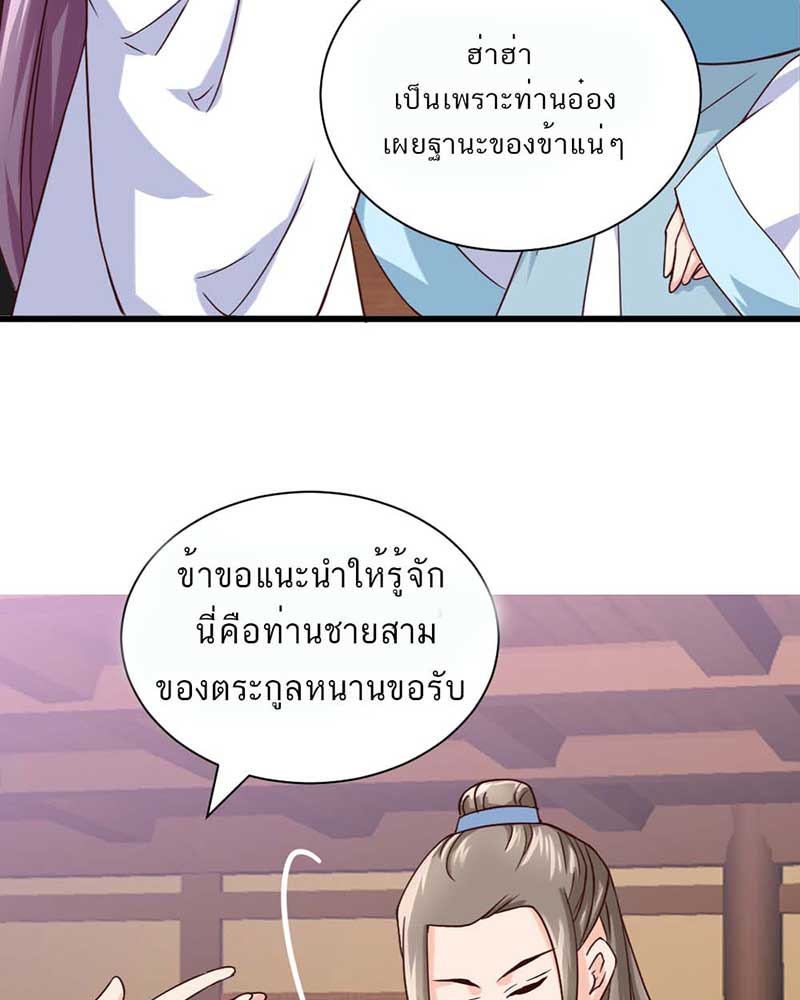 ฮ่าฮ่า
เป็นเพราะท่านอ๋อง
เผยฐานะของข้าแน่ๆ
ข้าขอแนะนำให้รู้จัก
นี่คือท่านชายสาม
ของตระกูลหนานขอรับ